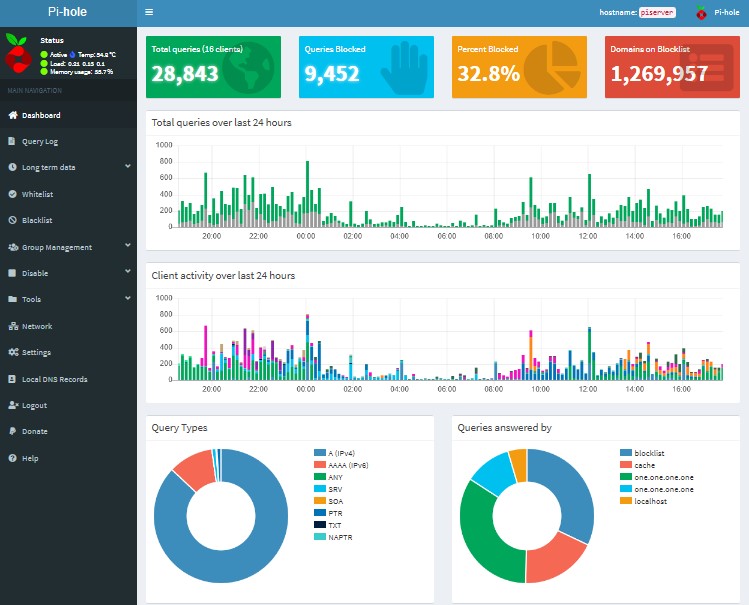 Pi-hole
hostname: piserver
Pi-hole
Status
Active Temp: 54.8 °C
Load: 0.21 0.15 0.1
Memory usage: 55.7 %
MAIN NAVIGATION
Dashboard
Query Log
Long term data
Whitelist
Blacklist
Group Management
Disable
Tools
Network
Settings
Local DNS Records
Logout
Donate
Help
Total queries (16 clients)
28,843
Queries Blocked
9,452
Percent Blocked
32.8%
Domains on Blocklist
1,269,957
Total queries over last 24 hours
1000
800
600
400
200
0
20:00 22:00 00:00 02:00 04:00 06:00 08:00 10:00 12:00 14:00 16:00
Client activity over last 24 hours
1000
800
600
400
200
0
20:00 22:00 00:00 02:00 04:00 06:00 08:00 10:00 12:00 14:00 16:00
Query Types
A (IPv4)
AAAA (IPv6)
ANY
SRV
SOA
PTR
TXT
NAPTR
Queries answered by
blocklist
cache
one.one.one.one
one.one.one.one
localhost